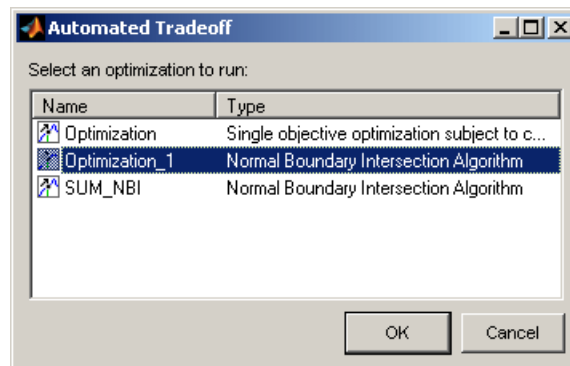 Automated Tradeoff
Select an optimization to run:
Name Type
Optimization Single objective optimization subject to c...
Optimization_1 Normal Boundary Intersection Algorithm
SUM_NBI Normal Boundary Intersection Algorithm
OK Cancel